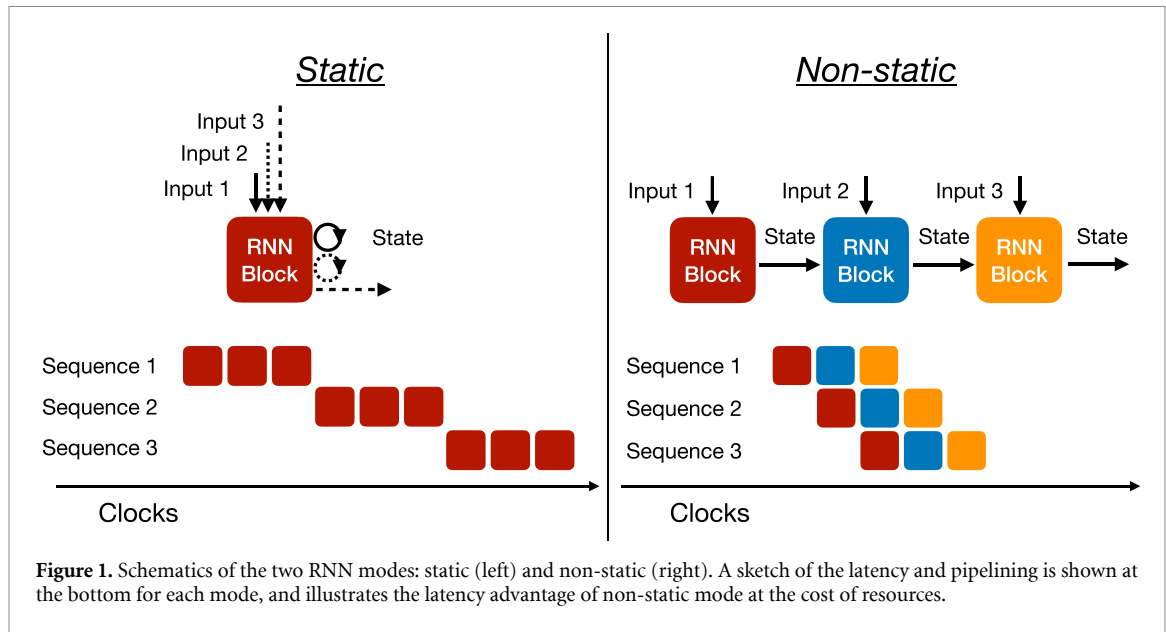 Static
Input 3
Input 2
Input 1
RNN
Block
State
Sequence 1
Sequence 2
Sequence 3
Clocks
Non-static
Input 1
Input 2
Input 3
RNN
Block
State
RNN
Block
State
RNN
Block
State
Sequence 1
Sequence 2
Sequence 3
Clocks
Figure 1. Schematics of the two RNN modes: static (left) and non-static (right). A sketch of the latency and pipelining is shown at
the bottom for each mode, and illustrates the latency advantage of non-static mode at the cost of resources.